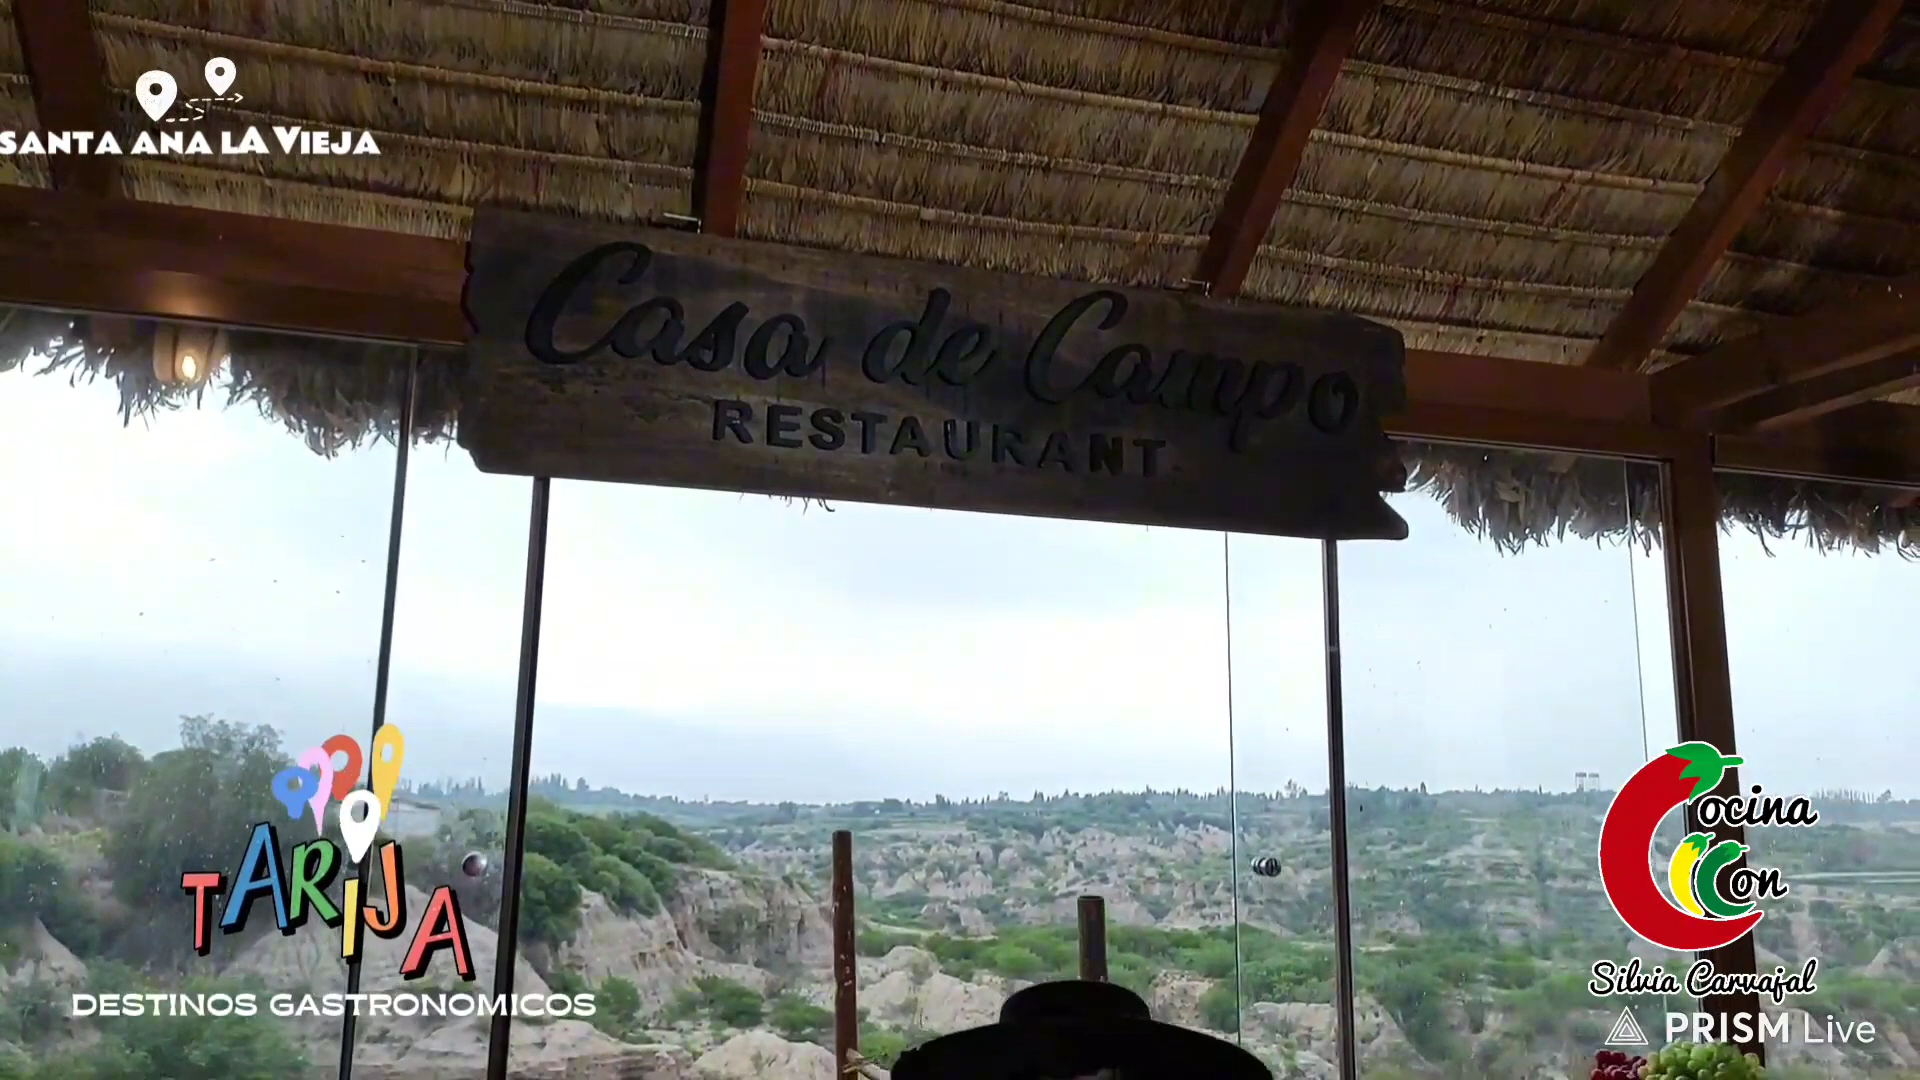 SANTA ANA LA VIEJA
Casa de Campo
RESTAURANT
TARIJA
DESTINOS GASTRONOMICOS
Cocina
Con
Silvia Carvajal
PRISM Live